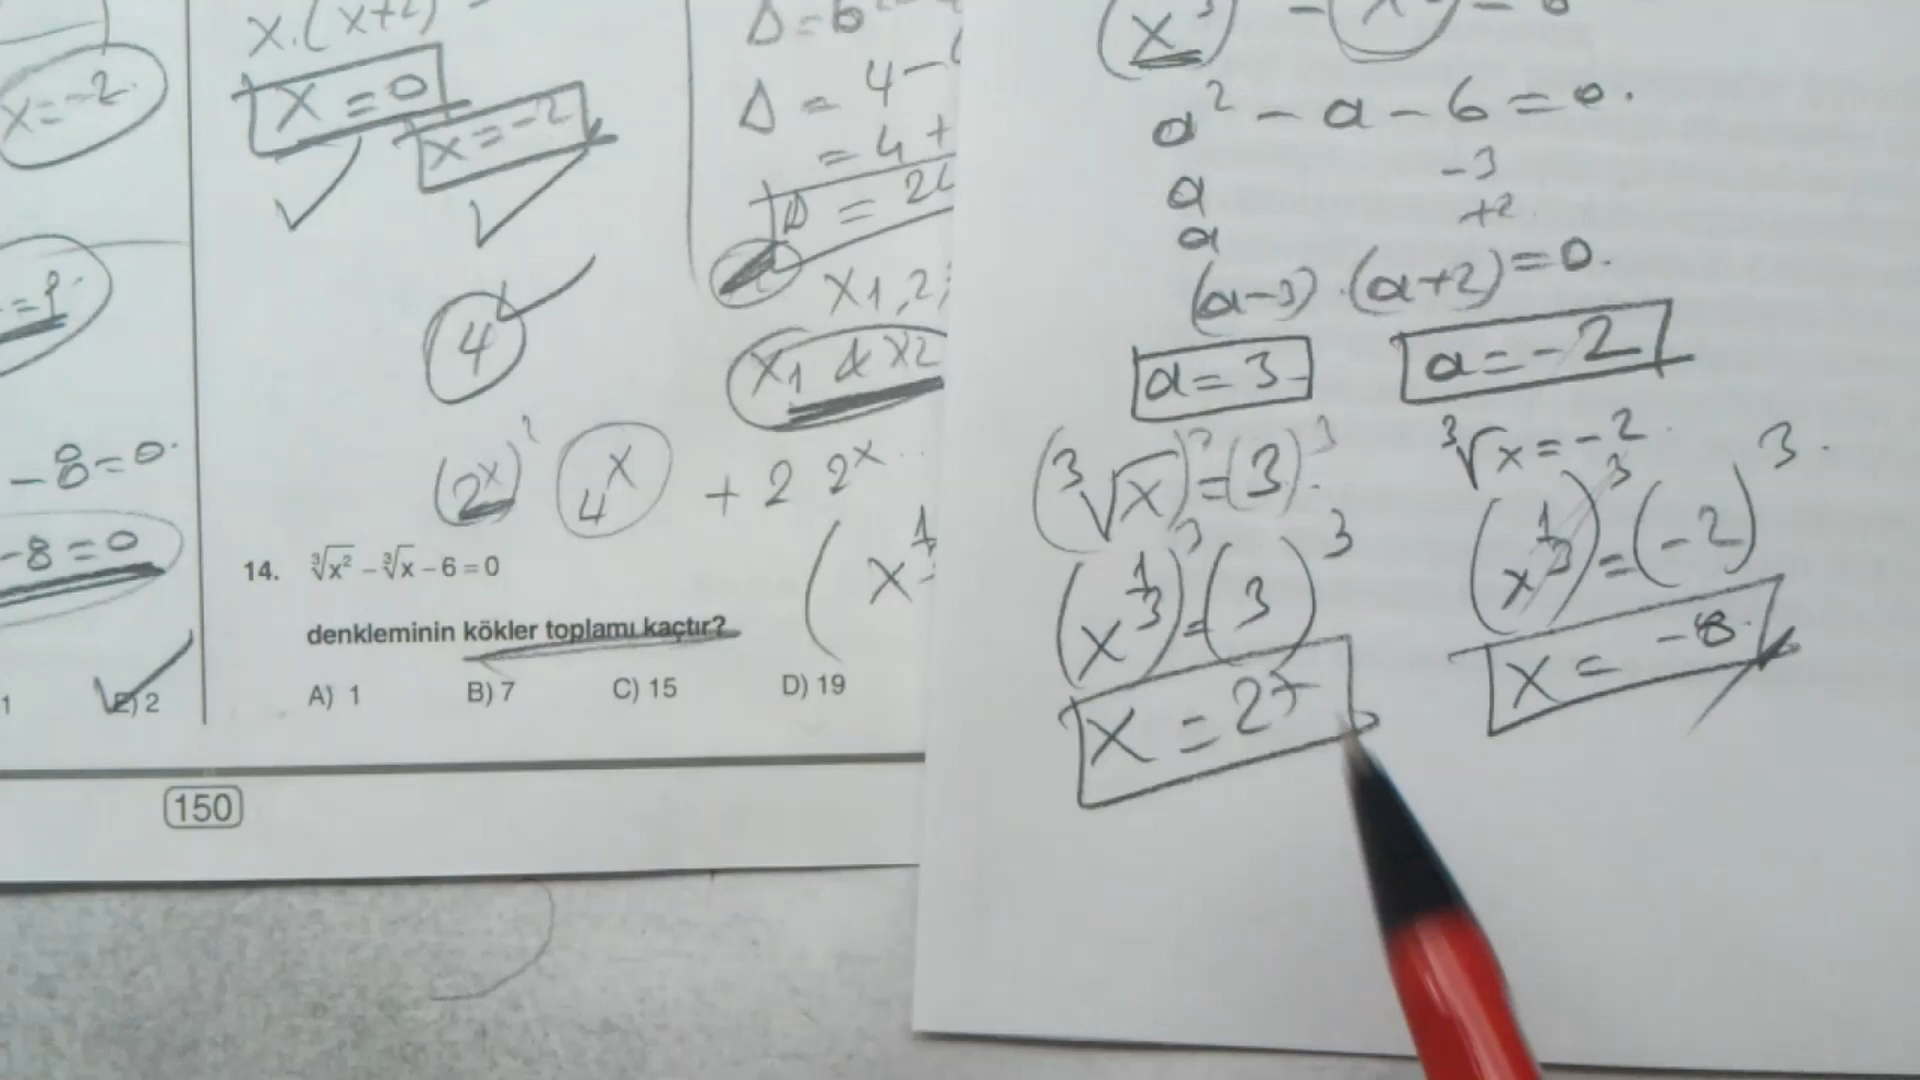 x=-2
=1
-8=0
-8=0
E) 2
x.(x+2)
x=0
x=-2
4
Δ=b
Δ = 4-
= 4+
Δ = 2
x1,2
x1 & x2
(2^x)² 4^x + 2 2^x
14. ∛x² - ∛x - 6 = 0
denkleminin kökler toplamı kaçtır?
A) 1 B) 7 C) 15 D) 19
150
a² - a - 6 = 0.
a -3
a +2
(a-3).(a+2)=0.
a=3
a=-2
(∛x)³=(3)³
(x^1/3)³=(3)³
x=27
∛x=-2
(x^1/3)³=(-2)³
x=-8